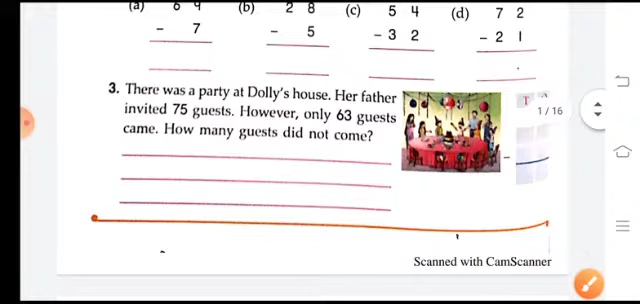 (a) 6 9 (b) 2 8 (c) 5 4 (d) 7 2
- 7 - 5 - 3 2 - 2 1
3. There was a party at Dolly's house. Her father
invited 75 guests. However, only 63 guests
came. How many guests did not come?
T
1 / 16
Scanned with CamScanner